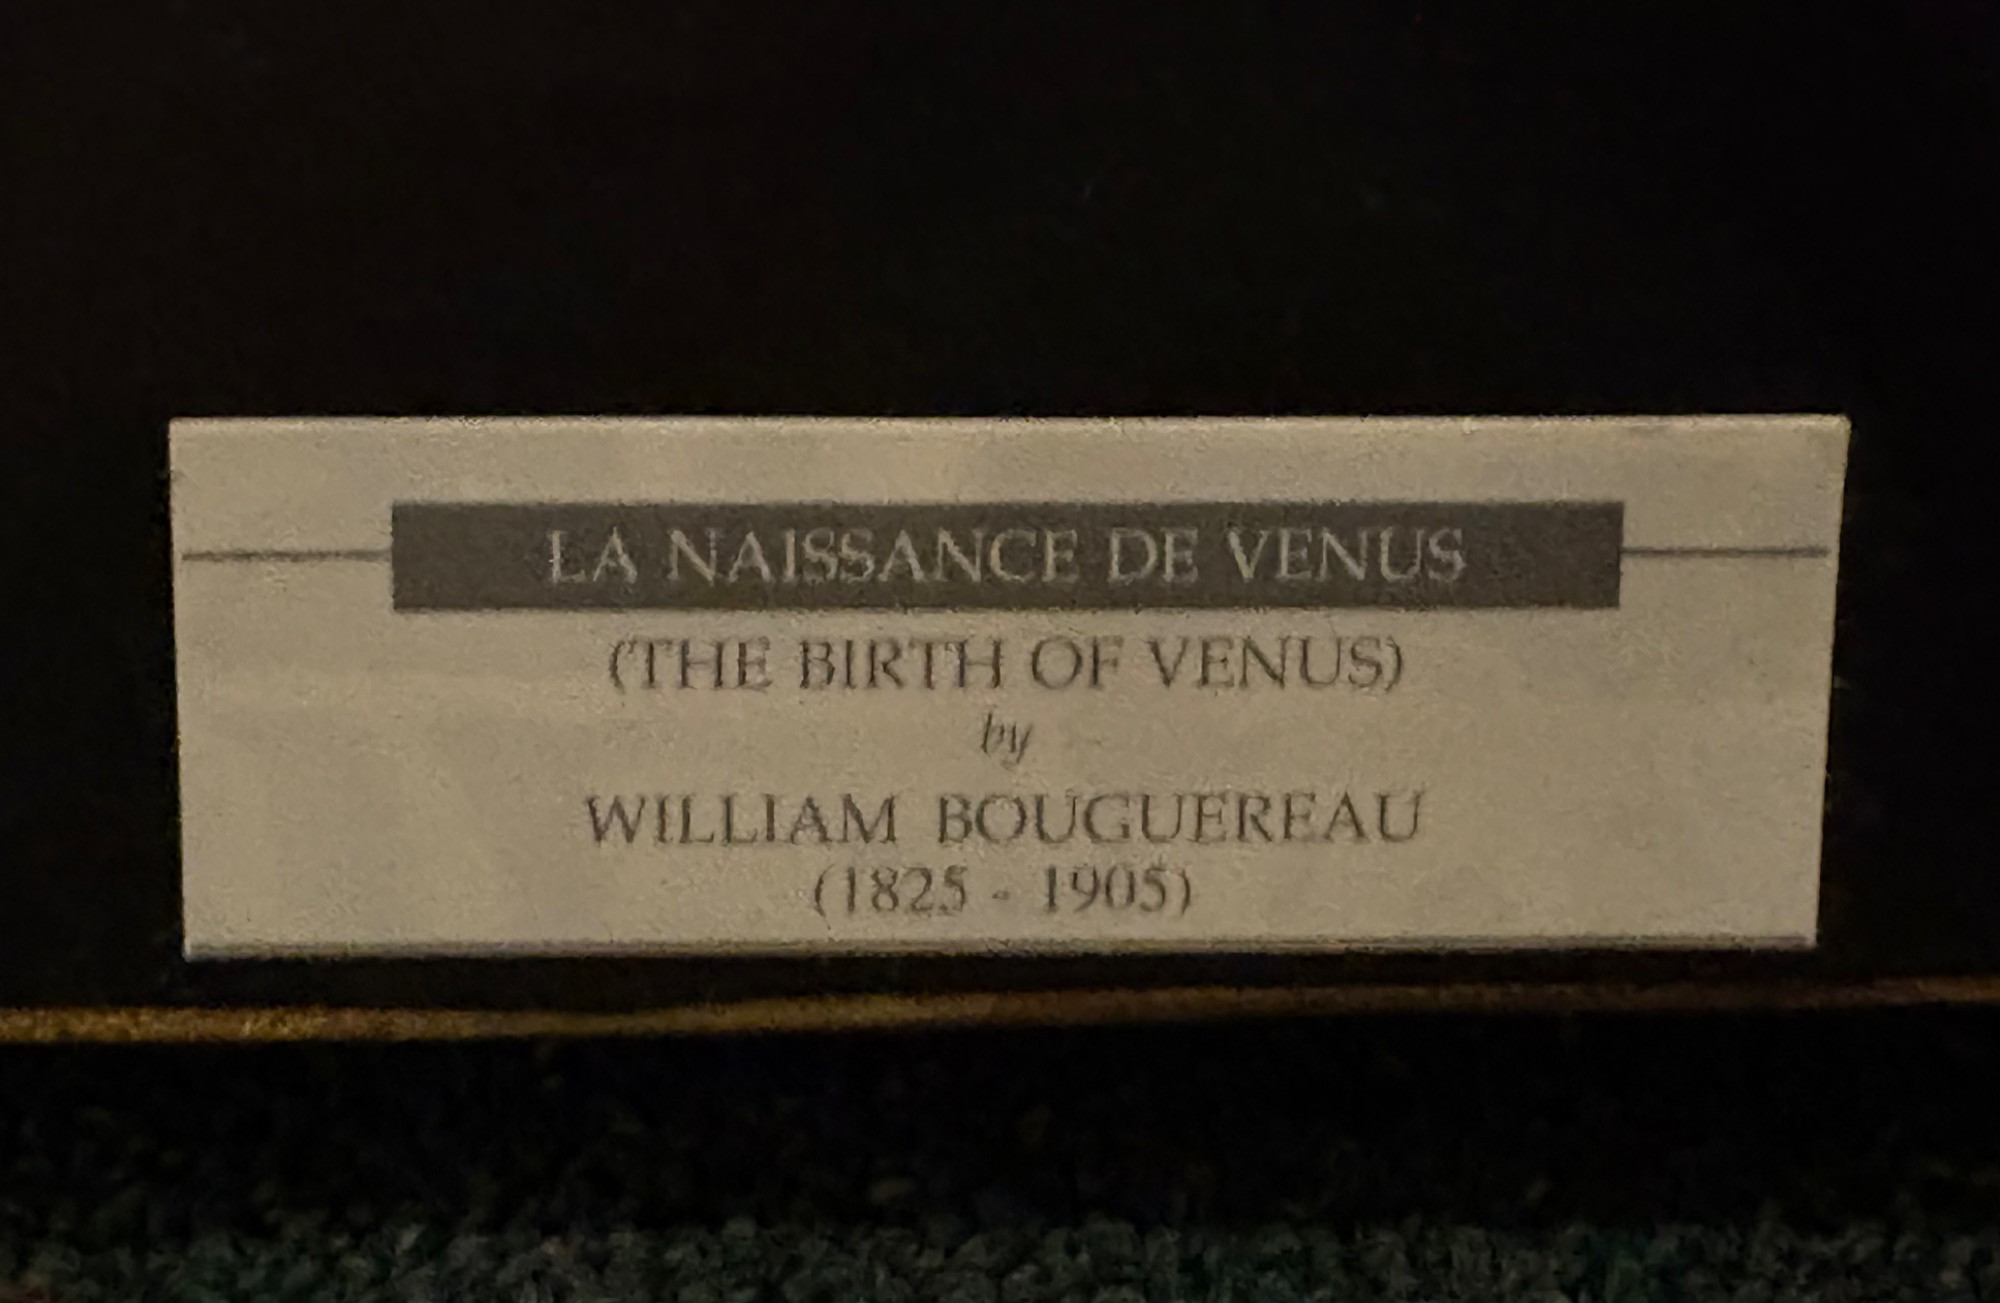 LA NAISSANCE DE VENUS
(THE BIRTH OF VENUS)
by
WILLIAM BOUGUEREAU
(1825 - 1905)